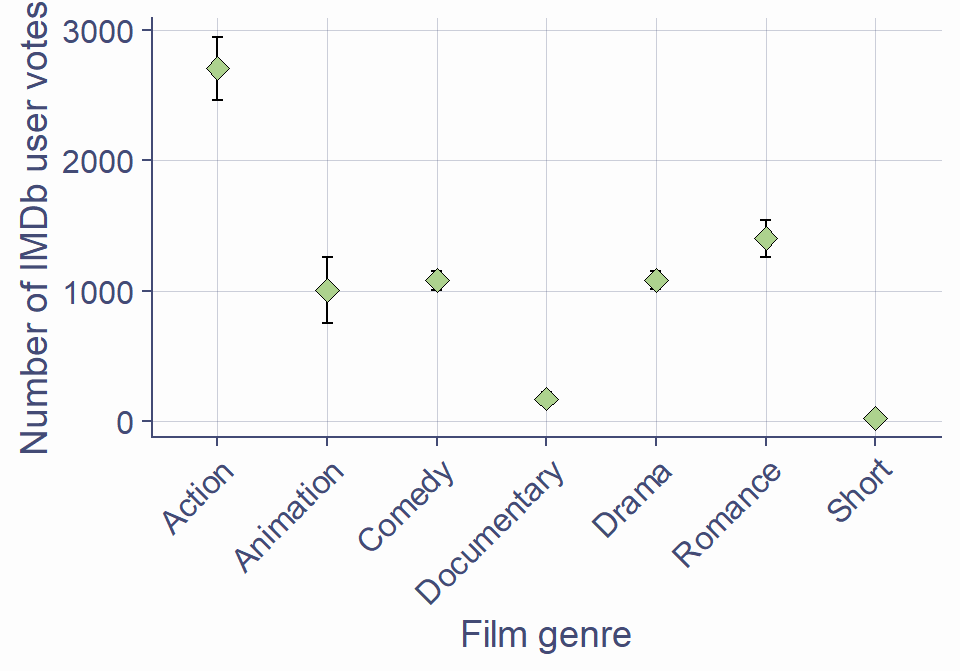 Number of IMDb user votes
3000
2000
1000
0
Action
Animation
Comedy
Documentary
Drama
Romance
Short
Film genre